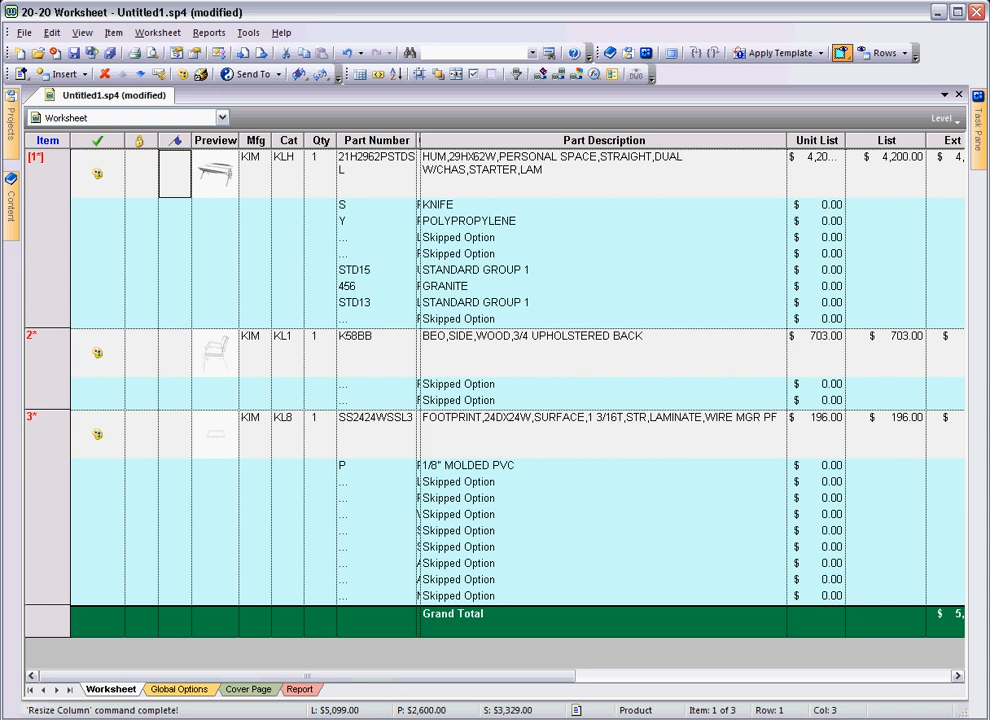 20-20 Worksheet - Untitled1.sp4 (modified)
File Edit View Item Worksheet Reports Tools Help
Apply Template Rows
Insert Send To DWG
Untitled1.sp4 (modified)
Projects
Content
Task Pane
Worksheet Level
Item Preview Mfg Cat Qty Part Number Part Description Unit List List Ext
[1*] KIM KLH 1 21H2962PSTDS HUM,29HX62W,PERSONAL SPACE,STRAIGHT,DUAL $ 4,20... $ 4,200.00 $ 4,
L W/CHAS,STARTER,LAM
S KNIFE $ 0.00
Y POLYPROPYLENE $ 0.00
... Skipped Option $ 0.00
... Skipped Option $ 0.00
STD15 STANDARD GROUP 1 $ 0.00
456 GRANITE $ 0.00
STD13 STANDARD GROUP 1 $ 0.00
... Skipped Option $ 0.00
2* KIM KL1 1 K58BB BEO,SIDE,WOOD,3/4 UPHOLSTERED BACK $ 703.00 $ 703.00 $
... Skipped Option $ 0.00
... Skipped Option $ 0.00
3* KIM KL8 1 SS2424WSSL3 FOOTPRINT,24DX24W,SURFACE,1 3/16T,STR,LAMINATE,WIRE MGR PF $ 196.00 $ 196.00 $
P 1/8" MOLDED PVC $ 0.00
... Skipped Option $ 0.00
... Skipped Option $ 0.00
... Skipped Option $ 0.00
... Skipped Option $ 0.00
... Skipped Option $ 0.00
... Skipped Option $ 0.00
... Skipped Option $ 0.00
... Skipped Option $ 0.00
Grand Total $ 5,
Worksheet Global Options Cover Page Report
'Resize Column' command complete! L: $5,099.00 P: $2,600.00 S: $3,329.00 Product Item: 1 of 3 Row: 1 Col: 3